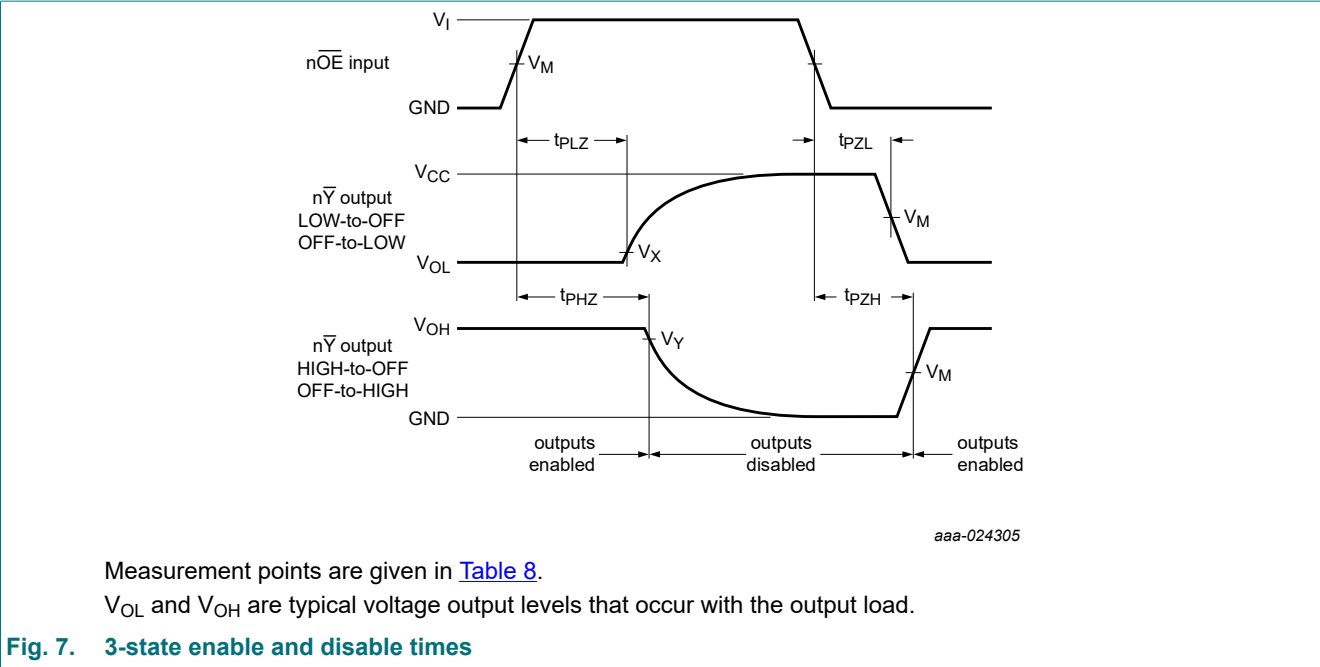 V_I
nO̅E̅ input
V_M
GND
t_PLZ
t_PZL
V_CC
nY̅ output
LOW-to-OFF
OFF-to-LOW
V_M
V_X
V_OL
t_PHZ
t_PZH
V_OH
nY̅ output
HIGH-to-OFF
OFF-to-HIGH
V_Y
V_M
GND
outputs
enabled
outputs
disabled
outputs
enabled
aaa-024305
Measurement points are given in Table 8.
V_OL and V_OH are typical voltage output levels that occur with the output load.
Fig. 7. 3-state enable and disable times